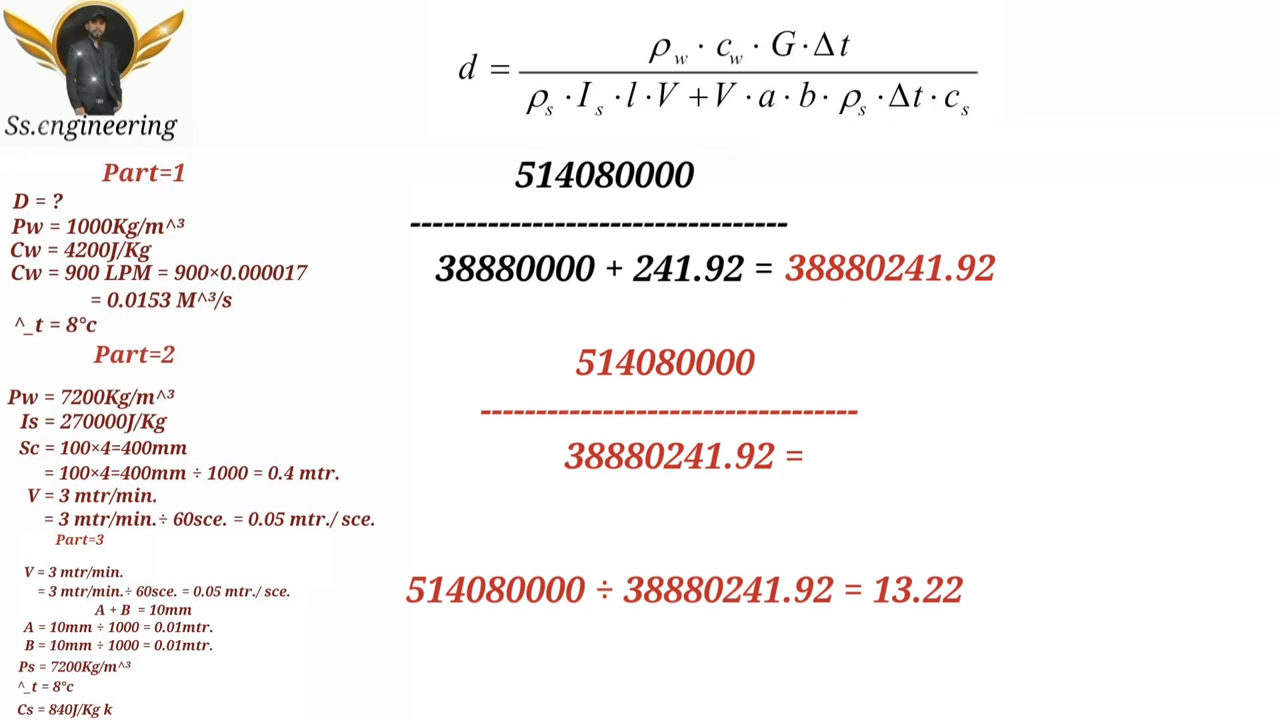 Ss.engineering
d = ρw · cw · G·Δt
ρs ·Is ·l·V +V ·a·b· ρs ·Δt·cs
Part=1
D = ?
Pw = 1000Kg/m^³
Cw = 4200J/Kg
Cw = 900 LPM = 900×0.000017
= 0.0153 M^³/s
^_t = 8°c
Part=2
Pw = 7200Kg/m^³
Is = 270000J/Kg
Sc = 100×4=400mm
= 100×4=400mm ÷ 1000 = 0.4 mtr.
V = 3 mtr/min.
= 3 mtr/min.÷ 60sce. = 0.05 mtr./ sce.
Part=3
V = 3 mtr/min.
= 3 mtr/min.÷ 60sce. = 0.05 mtr./ sce.
A + B = 10mm
A = 10mm ÷ 1000 = 0.01mtr.
B = 10mm ÷ 1000 = 0.01mtr.
Ps = 7200Kg/m^³
^_t = 8°c
Cs = 840J/Kg k
514080000
----------------------------------
38880000 + 241.92 = 38880241.92
514080000
----------------------------------
38880241.92 =
514080000 ÷ 38880241.92 = 13.22